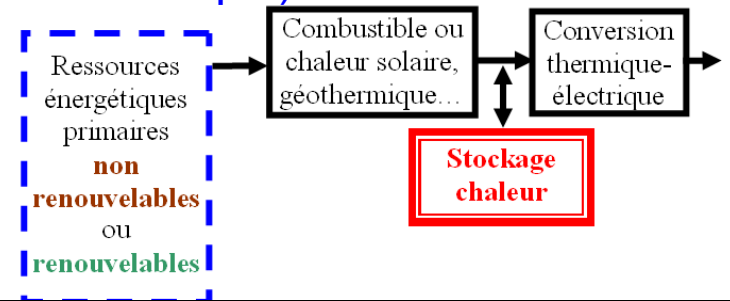 Ressources
énergétiques
primaires
non
renouvelables
ou
renouvelables
Combustible ou
chaleur solaire,
géothermique...
Conversion
thermique-
électrique
Stockage
chaleur